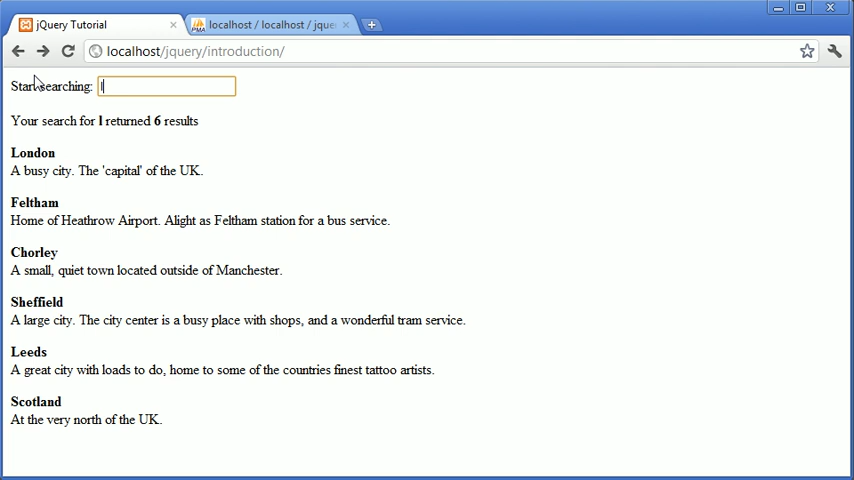 jQuery Tutorial
localhost / localhost / jque
localhost/jquery/introduction/
Start searching: l
Your search for l returned 6 results
London
A busy city. The 'capital' of the UK.
Feltham
Home of Heathrow Airport. Alight as Feltham station for a bus service.
Chorley
A small, quiet town located outside of Manchester.
Sheffield
A large city. The city center is a busy place with shops, and a wonderful tram service.
Leeds
A great city with loads to do, home to some of the countries finest tattoo artists.
Scotland
At the very north of the UK.